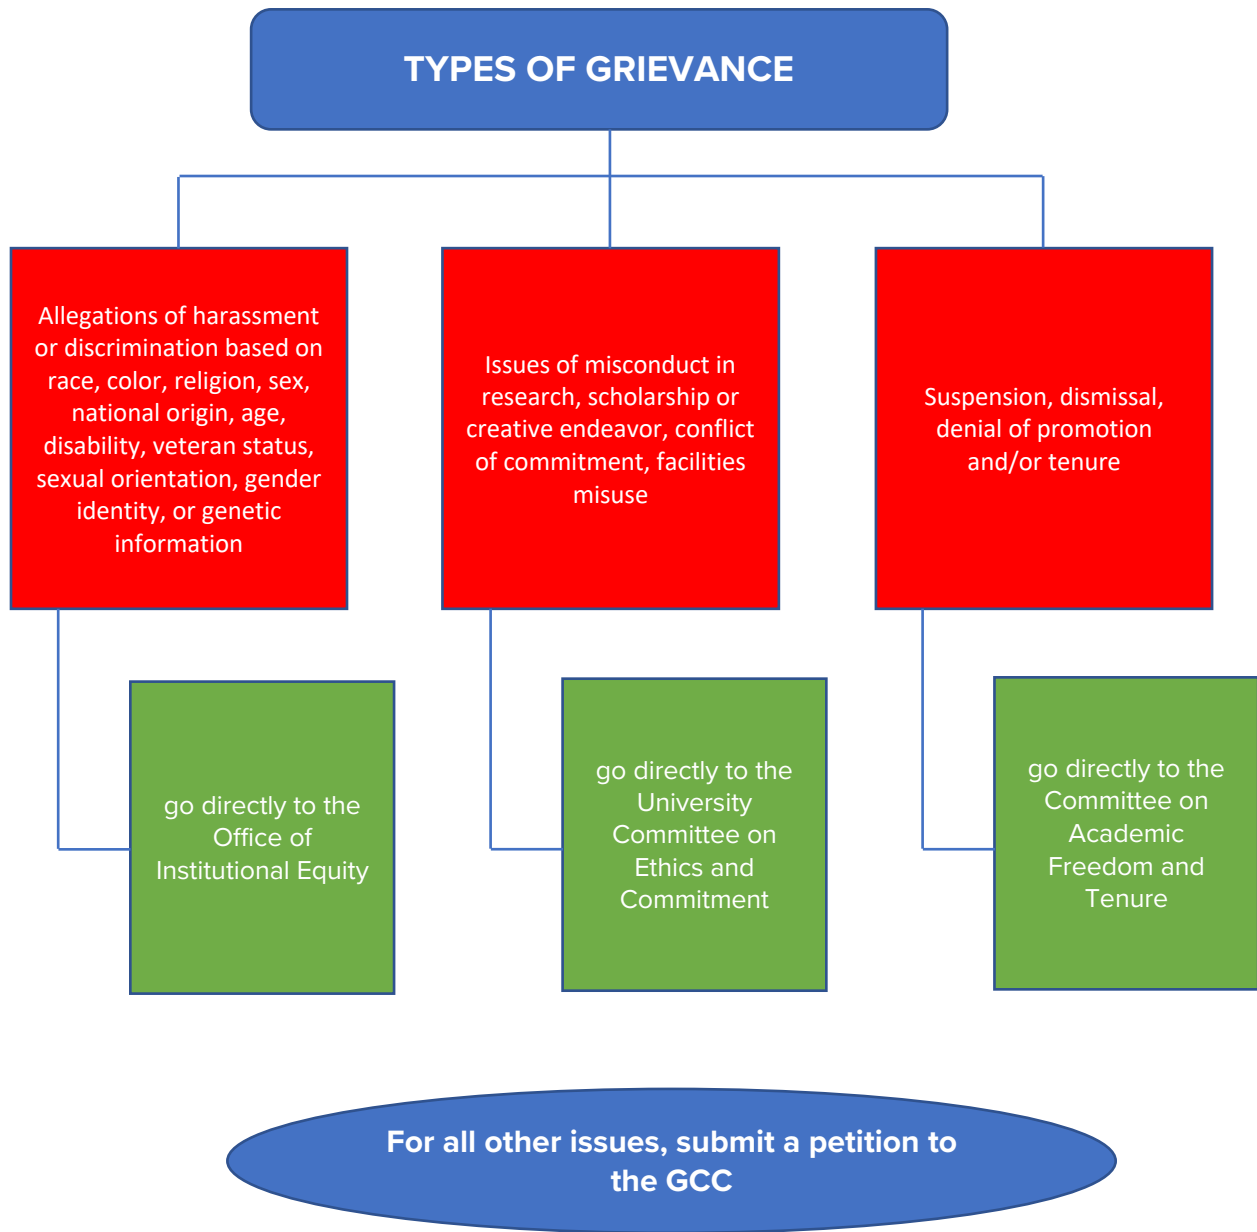 TYPES OF GRIEVANCE
Allegations of harassment
or discrimination based on
race, color, religion, sex,
national origin, age,
disability, veteran status,
sexual orientation, gender
identity, or genetic
information
Issues of misconduct in
research, scholarship or
creative endeavor, conflict
of commitment, facilities
misuse
Suspension, dismissal,
denial of promotion
and/or tenure
go directly to the
Office of
Institutional Equity
go directly to the
University
Committee on
Ethics and
Commitment
go directly to the
Committee on
Academic
Freedom and
Tenure
For all other issues, submit a petition to
the GCC